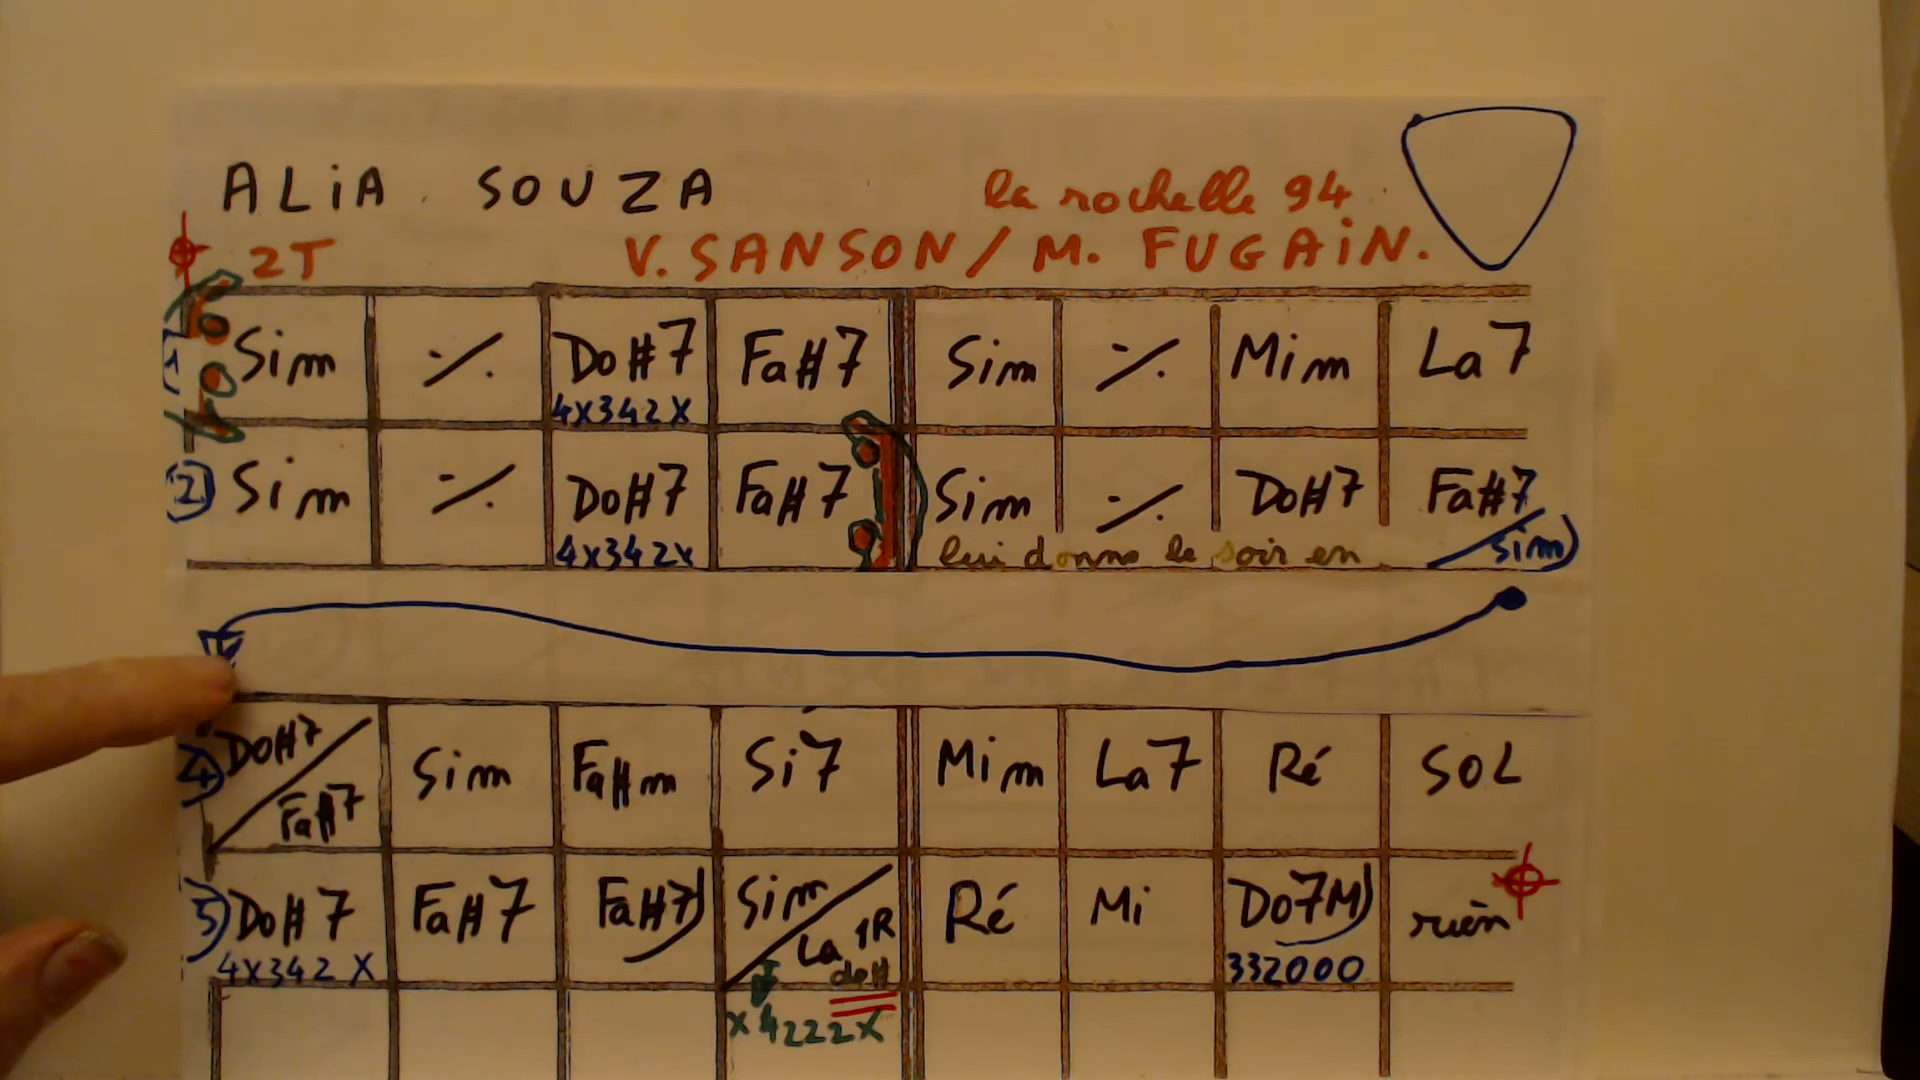 ALiA SOUZA la rochelle 94
2T V. SANSON / M. FUGAiN.
1 Sim ٪ Do#7 Fa#7 Sim ٪ Mim La7
4x342x
2 Sim ٪ Do#7 Fa#7 Sim ٪ Do#7 Fa#7
4x342x lui donne le soir en Sim
4 Do#7 Fa#7 Sim Fa#m Si7 Mim La7 Ré SOL
5 Do#7 Fa#7 Fa#7 Sim La 1R Ré Mi Do7M rien
4x342x do# 332000
x4222x